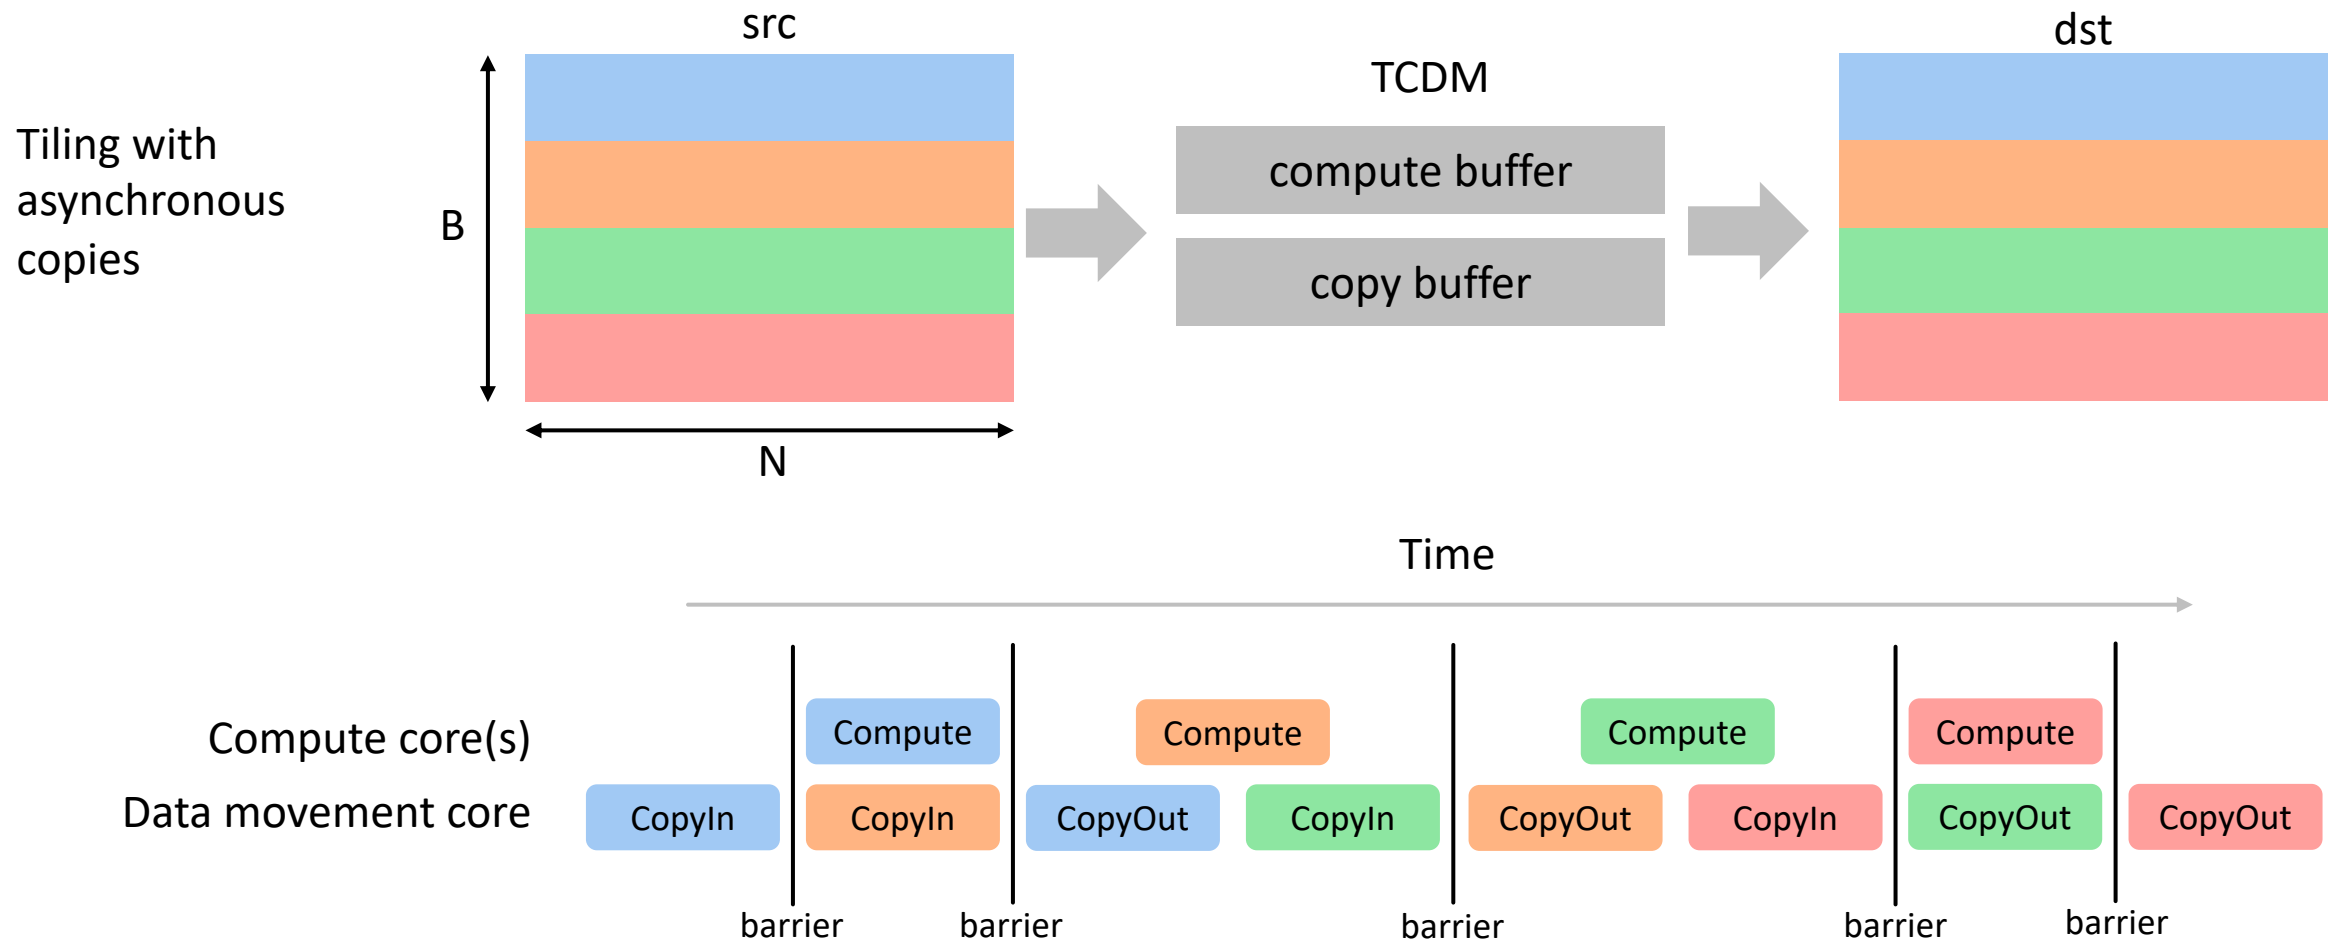 src
dst
TCDM
Tiling with
asynchronous
copies
compute buffer
B
copy buffer
N
Time
Compute core(s)
Compute
Compute
Compute
Compute
Data movement core
CopyIn
CopyIn
CopyOut
CopyIn
CopyOut
CopyIn
CopyOut
CopyOut
barrier
barrier
barrier
barrier
barrier